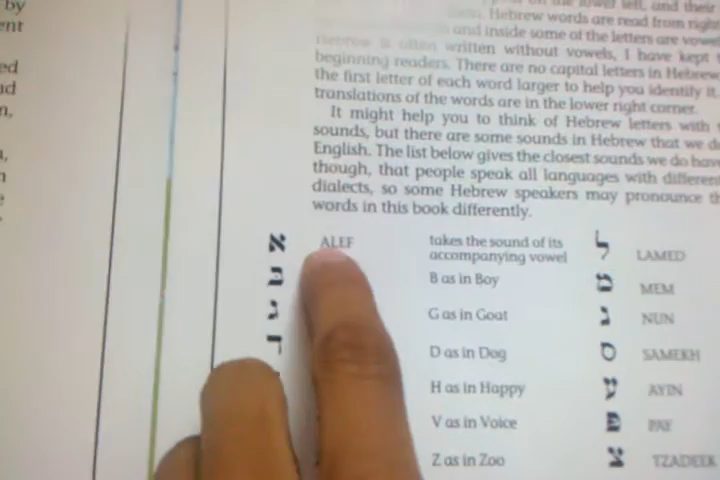 by
ent
Hebrew words are read from right
and inside some of the letters are
Hebrew is often written without vowels, I have kept
beginning readers. There are no capital letters in Hebrew
the first letter of each word larger to help you identify it.
translations of the words are in the lower right corner.
It might help you to think of Hebrew letters with
sounds, but there are some sounds in Hebrew that we
English. The list below gives the closest sounds we do have
though, that people speak all languages with
dialects, so some Hebrew speakers may pronounce
words in this book differently.
א ALEF takes the sound of its accompanying vowel ל LAMED
B as in Boy מ MEM
ג G as in Goat נ NUN
ד D as in Dog ס SAMEKH
H as in Happy ע AYIN
V as in Voice פ PAY
Z as in Zoo צ TZADEEK